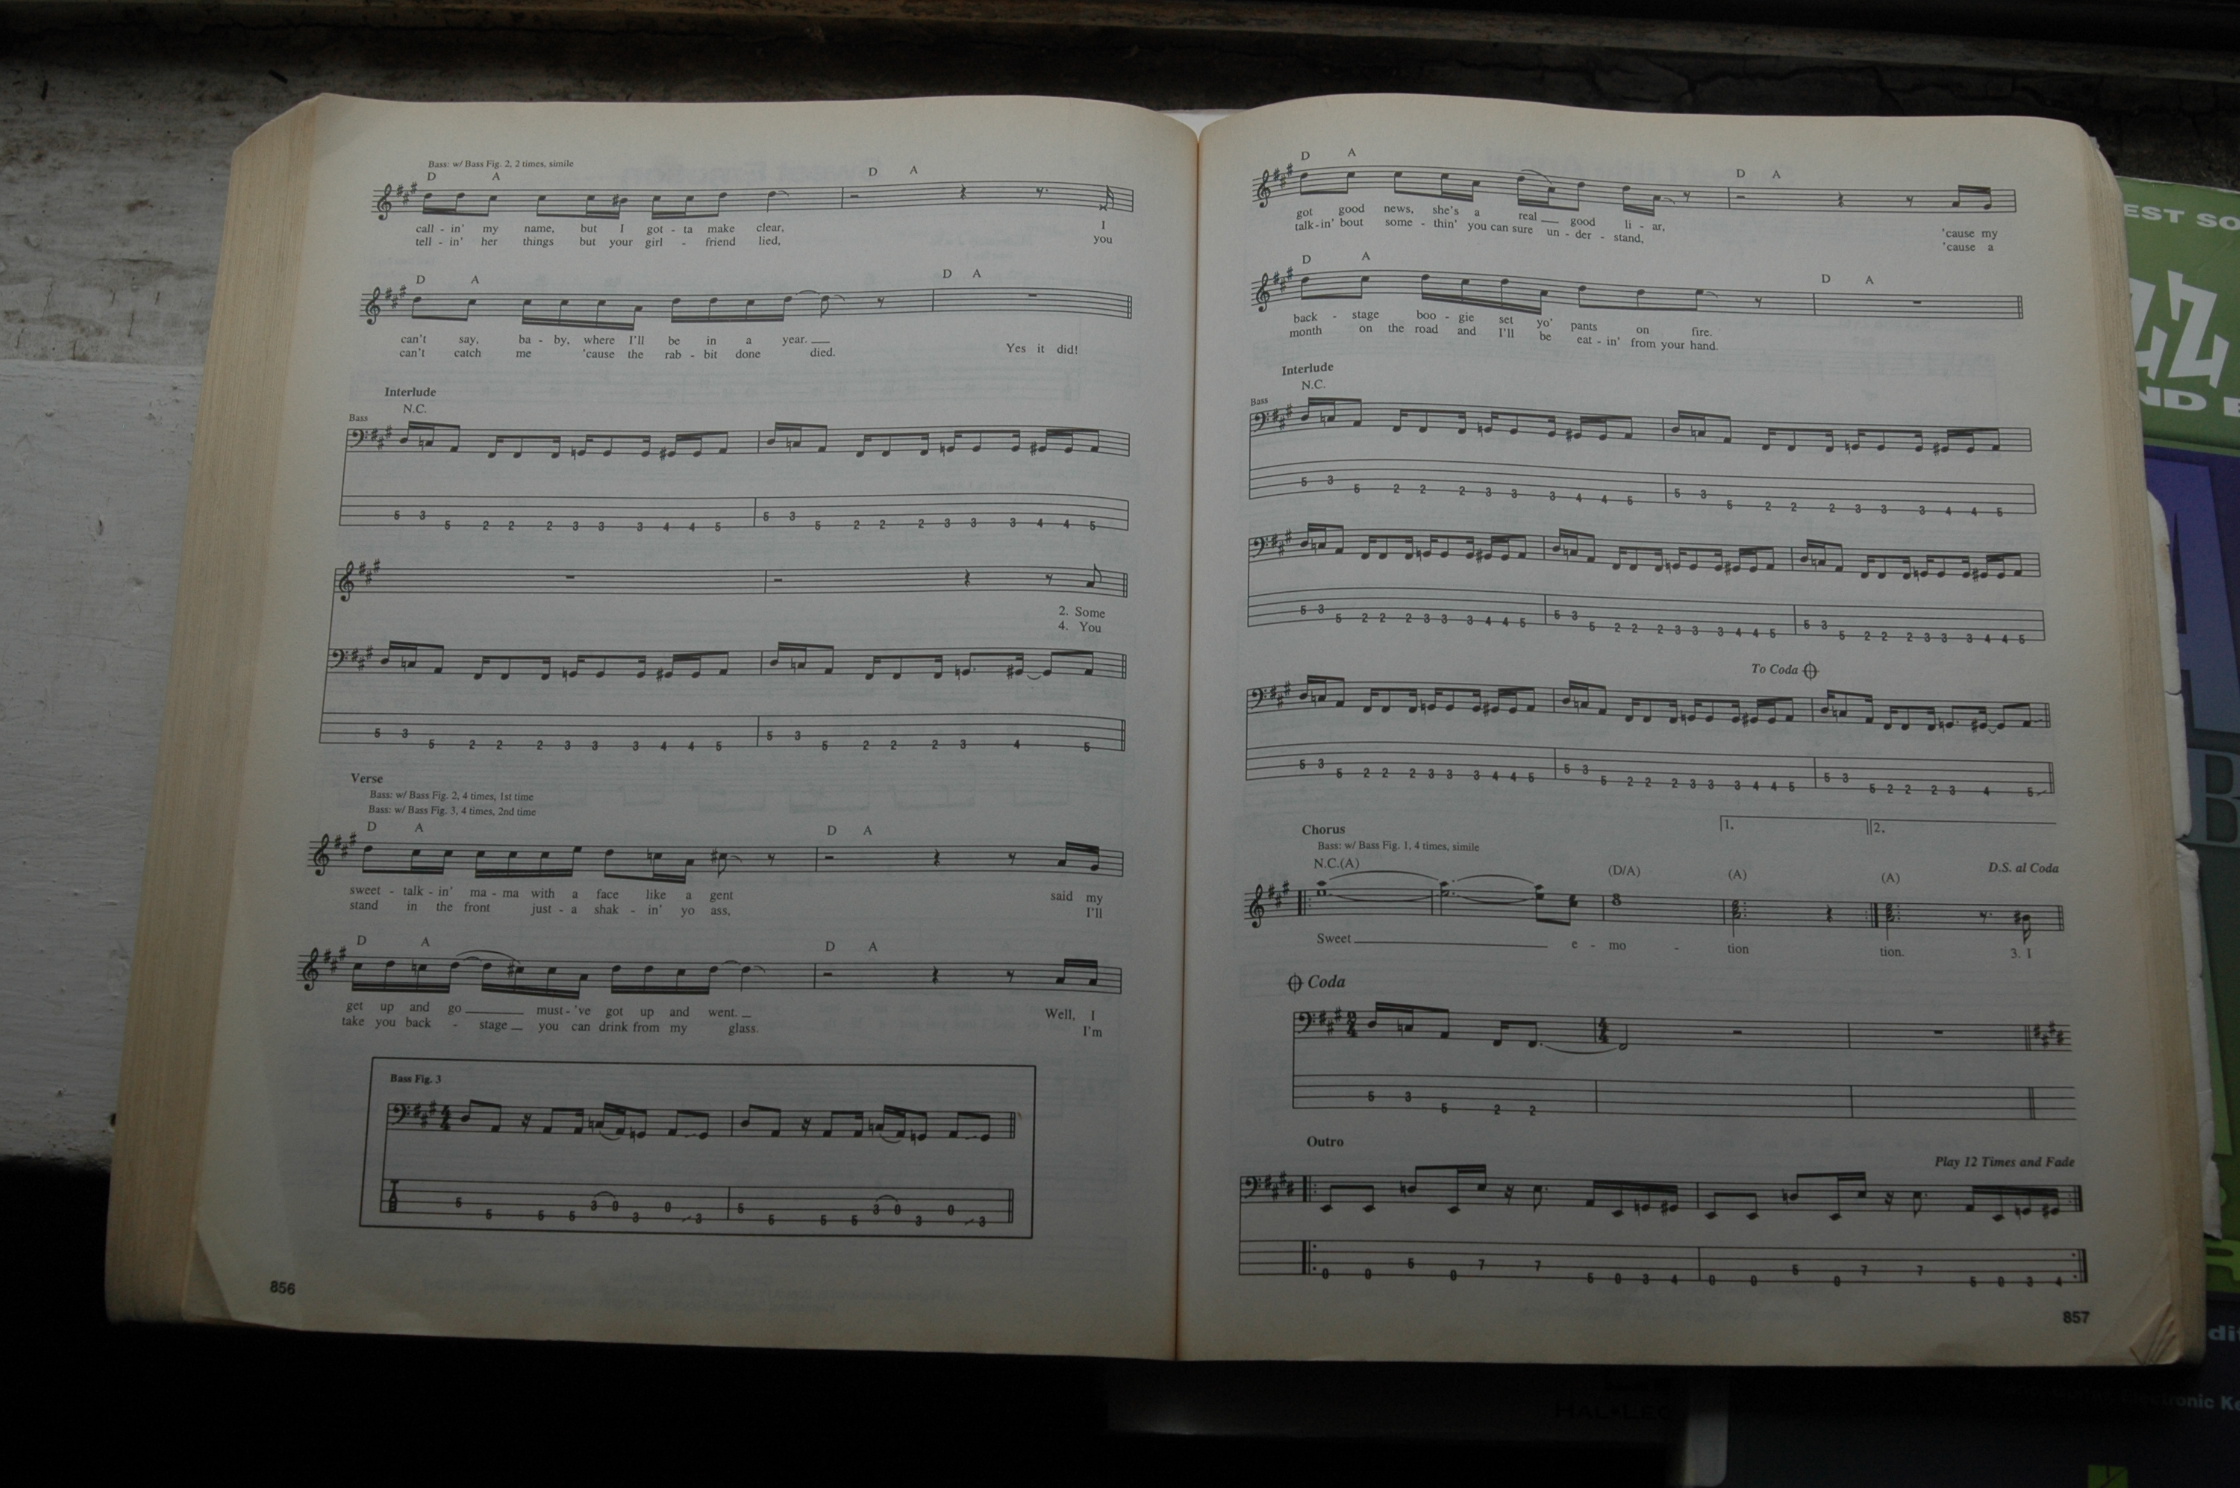 Bass: w/ Bass Fig. 2, 2 times, simile
D A D A
call - in' my name, but I got - ta make clear, I
tell - in' her things but your girl - friend lied, you
D A D A
can't say, ba - by, where I'll be in a year.
can't catch me 'cause the rab - bit done died. Yes it did!
Interlude
N.C.
Bass
5 3 5 2 2 2 3 3 3 4 4 5 5 3 5 2 2 2 3 3 3 4 4 5
2. Some
4. You
5 3 5 2 2 2 3 3 3 4 4 5 5 3 5 2 2 2 3 4 5
Verse
Bass: w/ Bass Fig. 2, 4 times, 1st time
Bass: w/ Bass Fig. 3, 4 times, 2nd time
D A D A
sweet - talk - in' ma - ma with a face like a gent said my
stand in the front just - a shak - in' yo ass, I'll
D A D A
get up and go must - 've got up and went. Well, I
take you back - stage you can drink from my glass. I'm
Bass Fig. 3
4
4
T
A
B
5 5 5 5 3 0 3 0 3 5 5 5 5 3 0 3 0 3
856
D A D A
got good news, she's a real good li - ar, 'cause my
talk - in' bout some - thin' you can sure un - der - stand, 'cause a
D A D A
back - stage boo - gie set yo' pants on fire.
month on the road and I'll be eat - in' from your hand.
Interlude
N.C.
Bass
5 3 5 2 2 2 3 3 3 4 4 5 5 3 5 2 2 2 3 3 3 4 4 5
5 3 5 2 2 2 3 3 3 4 4 5 5 3 5 2 2 2 3 3 3 4 4 5 5 3 5 2 2 2 3 3 3 4 4 5
To Coda
5 3 5 2 2 2 3 3 3 4 4 5 5 3 5 2 2 2 3 3 3 4 4 5 5 3 5 2 2 2 3 4 5
Chorus 1. 2.
Bass: w/ Bass Fig. 1, 4 times, simile
N.C.(A) (D/A) (A) (A) D.S. al Coda
Sweet e - mo - tion tion. 3. I
Coda
2
4
4
4
5 3 5 2 2
Outro
Play 12 Times and Fade
0 0 5 0 7 7 5 0 3 4 0 0 5 0 7 7 5 0 3 4
857
EST SO
ZZ
ND
HAL•LEO
Electronic Ke